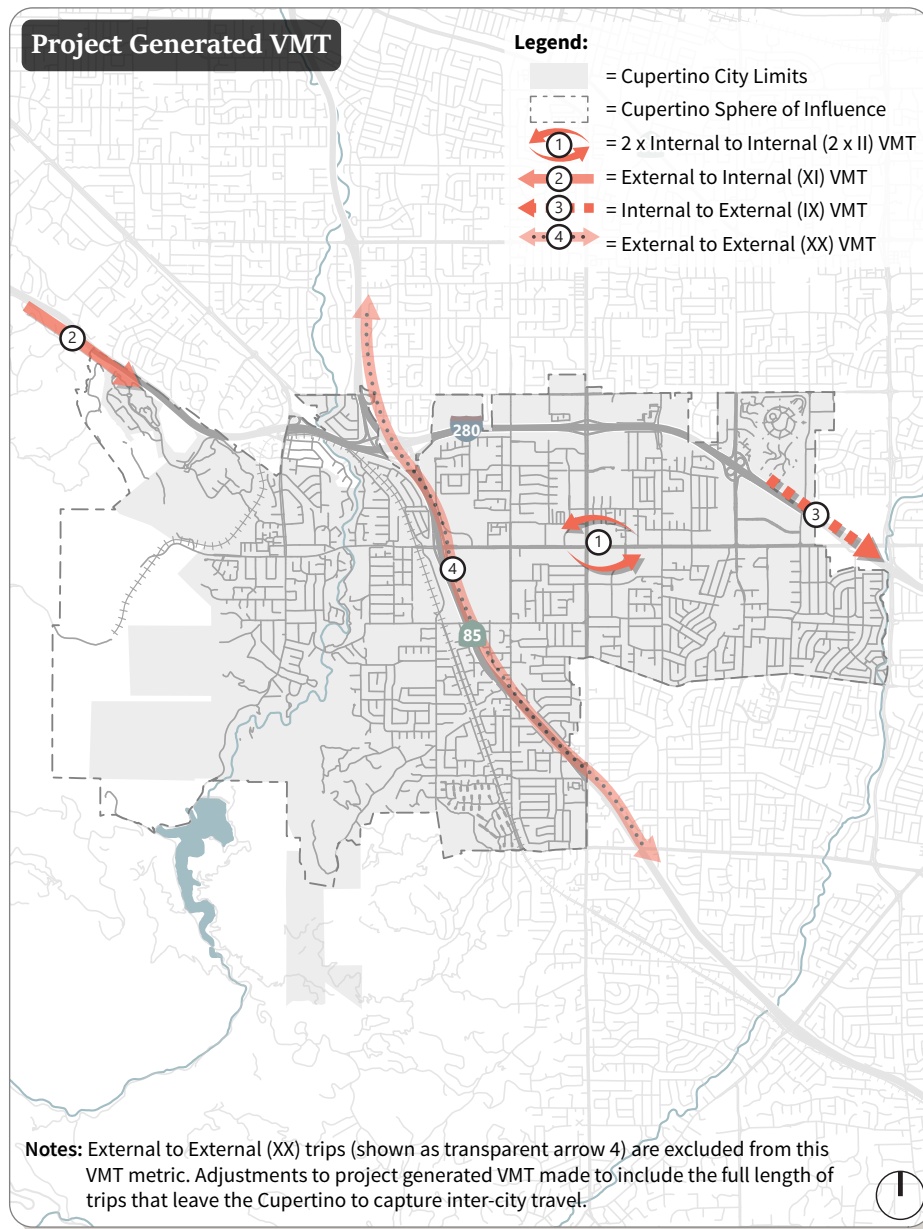 Project Generated VMT
Legend:
= Cupertino City Limits
= Cupertino Sphere of Influence
1 = 2 x Internal to Internal (2 x II) VMT
2 = External to Internal (XI) VMT
3 = Internal to External (IX) VMT
4 = External to External (XX) VMT
2
280
3
1
4
85
Notes: External to External (XX) trips (shown as transparent arrow 4) are excluded from this
VMT metric. Adjustments to project generated VMT made to include the full length of
trips that leave the Cupertino to capture inter-city travel.